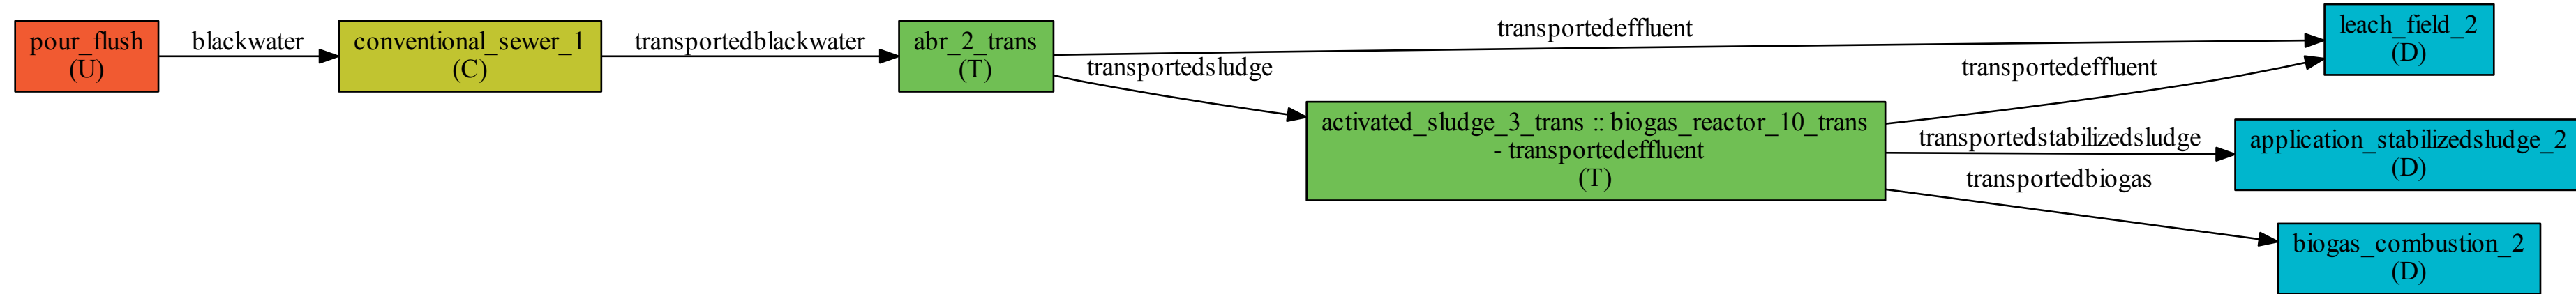 pour_flush
(U)
blackwater
conventional_sewer_1
(C)
transportedblackwater
abr_2_trans
(T)
transportedeffluent
transportedsludge
activated_sludge_3_trans :: biogas_reactor_10_trans
- transportedeffluent
(T)
transportedeffluent
transportedstabilizedsludge
transportedbiogas
leach_field_2
(D)
application_stabilizedsludge_2
(D)
biogas_combustion_2
(D)